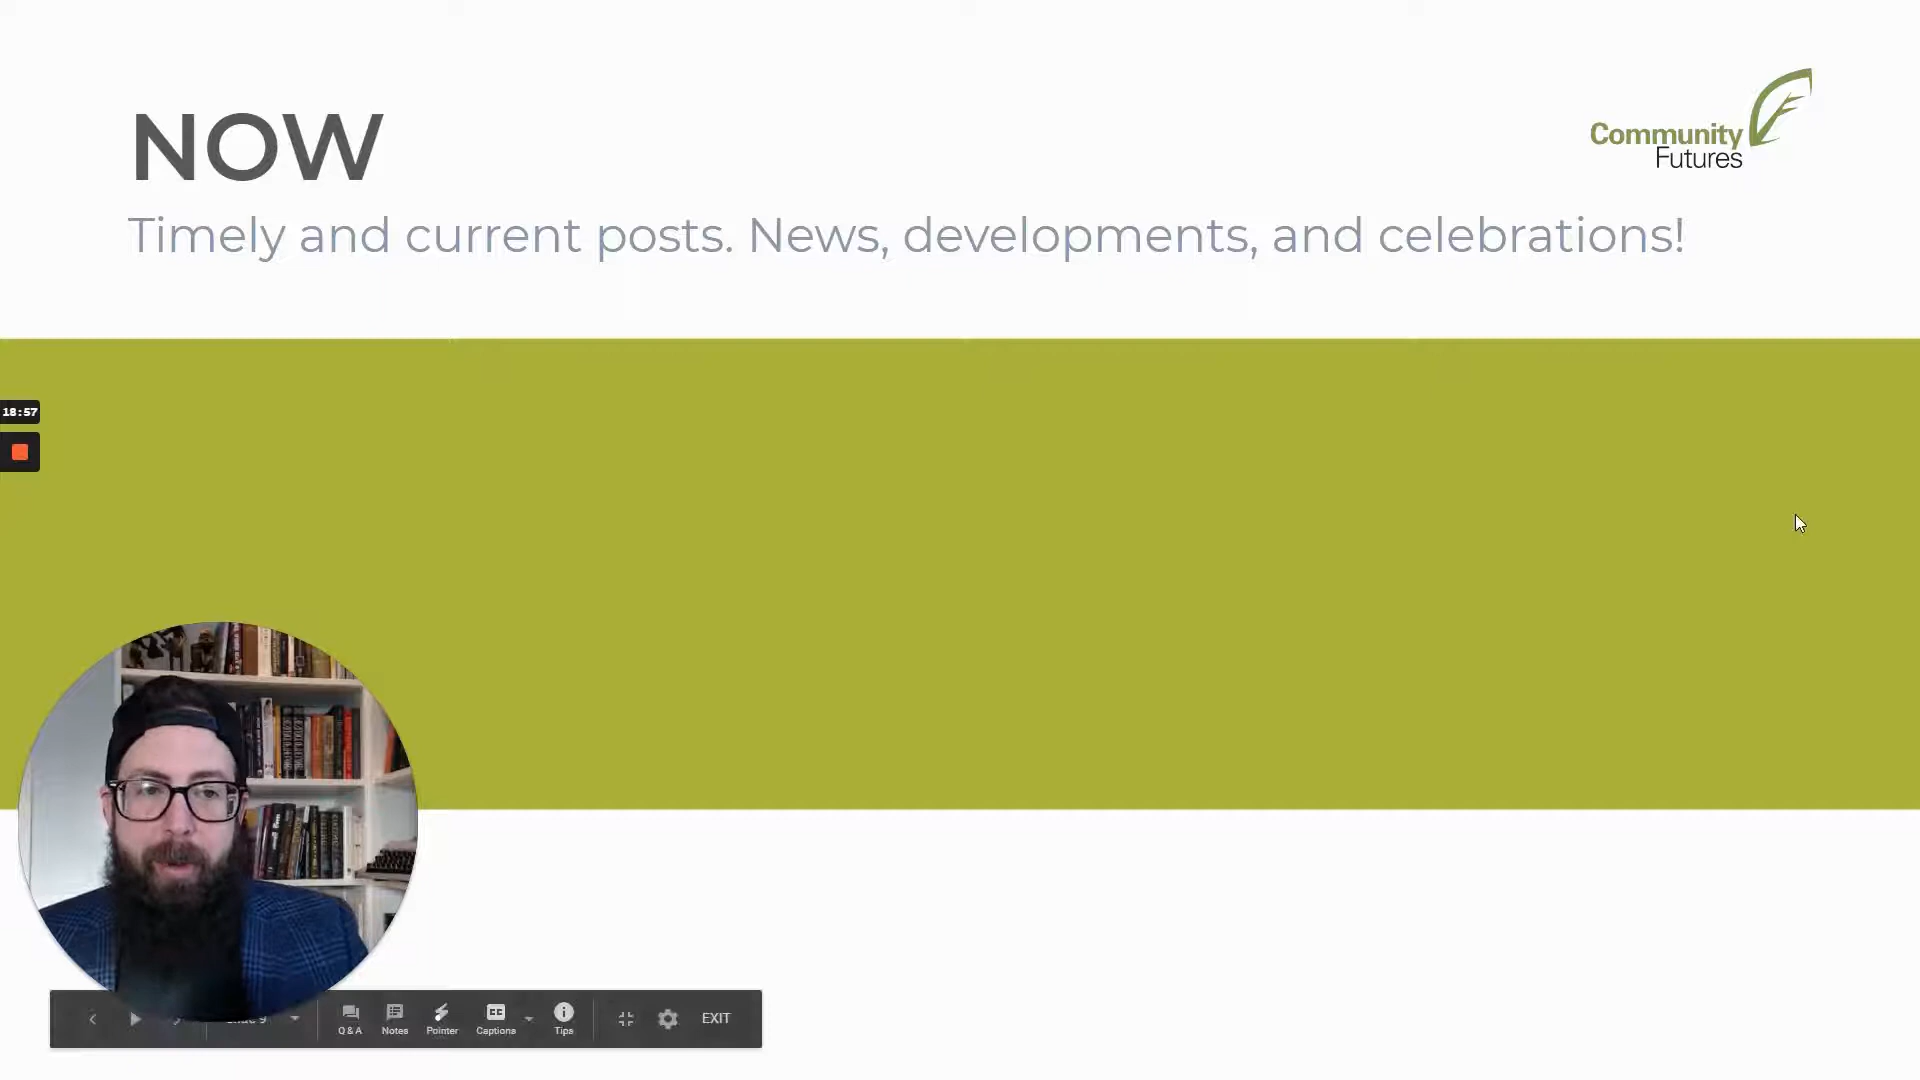 NOW
Community
Futures
Timely and current posts. News, developments, and celebrations!
18:57
Q & A
Notes
Pointer
Captions
Tips
EXIT